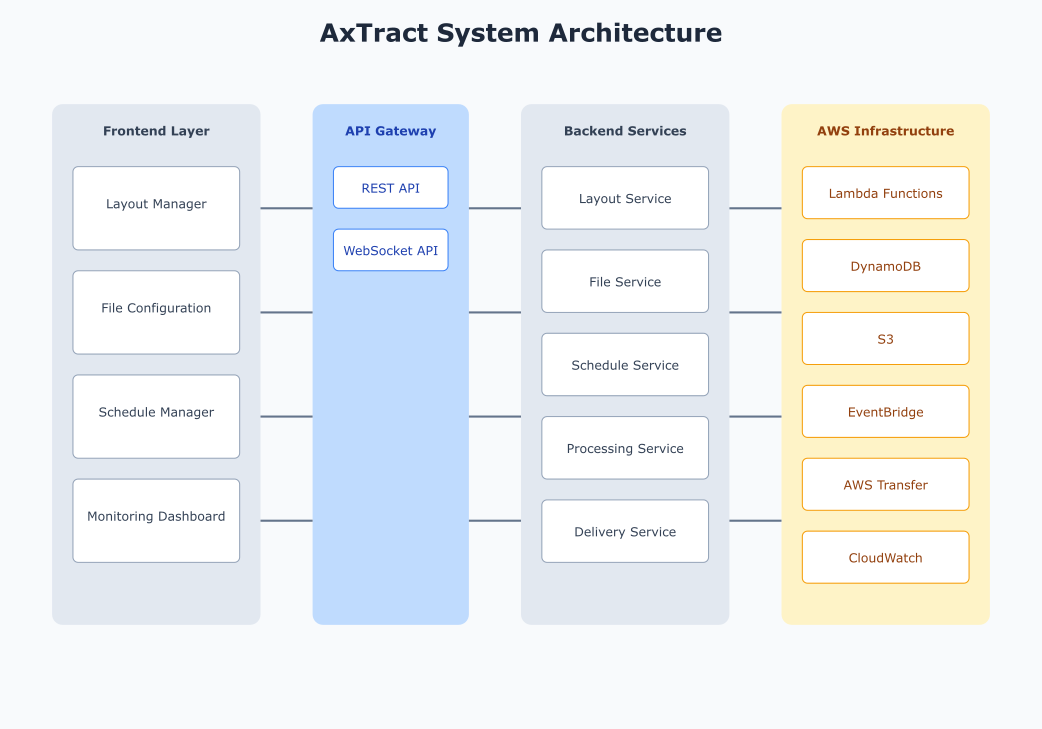 AxTract System Architecture
Frontend Layer
Layout Manager
File Configuration
Schedule Manager
Monitoring Dashboard
API Gateway
REST API
WebSocket API
Backend Services
Layout Service
File Service
Schedule Service
Processing Service
Delivery Service
AWS Infrastructure
Lambda Functions
DynamoDB
S3
EventBridge
AWS Transfer
CloudWatch